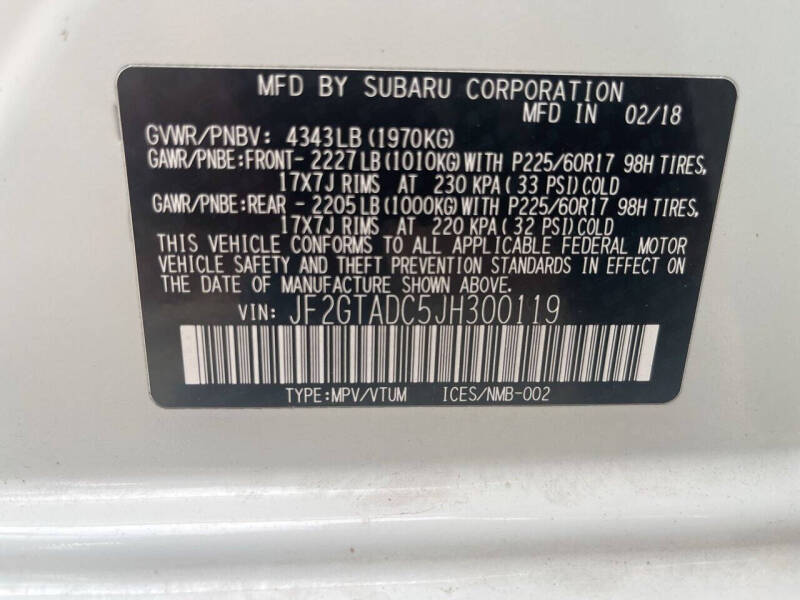 MFD BY SUBARU CORPORATION
MFD IN 02/18
GVWR/PNBV: 4343LB (1970KG)
GAWR/PNBE:FRONT- 2227LB (1010KG) WITH P225/60R17 98H TIRES,
17X7J RIMS AT 230 KPA ( 33 PSI) COLD
GAWR/PNBE:REAR - 2205LB (1000KG) WITH P225/60R17 98H TIRES,
17X7J RIMS AT 220 KPA ( 32 PSI) COLD
THIS VEHICLE CONFORMS TO ALL APPLICABLE FEDERAL MOTOR
VEHICLE SAFETY AND THEFT PREVENTION STANDARDS IN EFFECT ON
THE DATE OF MANUFACTURE SHOWN ABOVE.
VIN: JF2GTADC5JH300119
TYPE:MPV/VTUM ICES/NMB-002